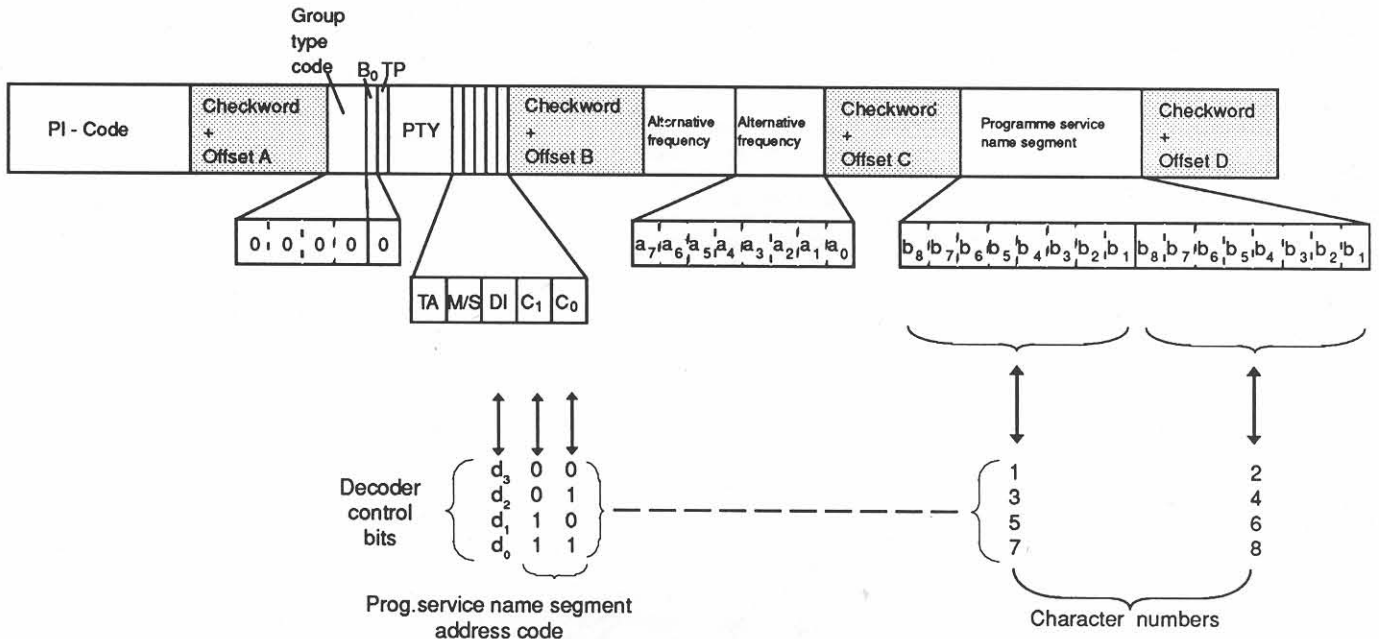 Group
type
code
B0 TP
PI - Code
Checkword
+
Offset A
PTY
Checkword
+
Offset B
Alternative
frequency
Alternative
frequency
Checkword
+
Offset C
Programme service
name segment
Checkword
+
Offset D
0 0 0 0 0
a7 a6 a5 a4 a3 a2 a1 a0
b8 b7 b6 b5 b4 b3 b2 b1 b8 b7 b6 b5 b4 b3 b2 b1
TA M/S DI C1 C0
Decoder
control
bits
d3 0 0
d2 0 1
d1 1 0
d0 1 1
1 2
3 4
5 6
7 8
Prog.service name segment
address code
Character numbers